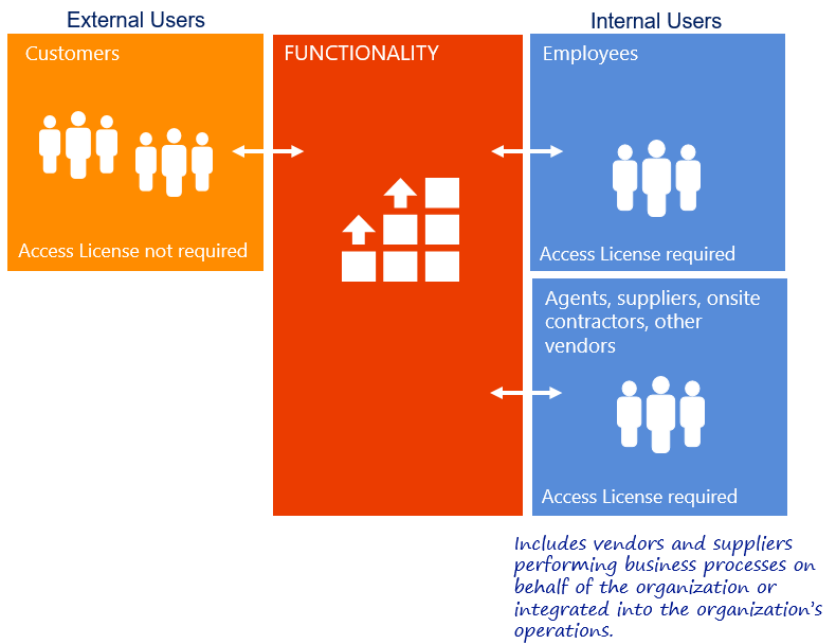 External Users
Internal Users
Customers
FUNCTIONALITY
Employees
Access License not required
Access License required
Agents, suppliers, onsite
contractors, other
vendors
Access License required
Includes vendors and suppliers
performing business processes on
behalf of the organization or
integrated into the organization's
operations.